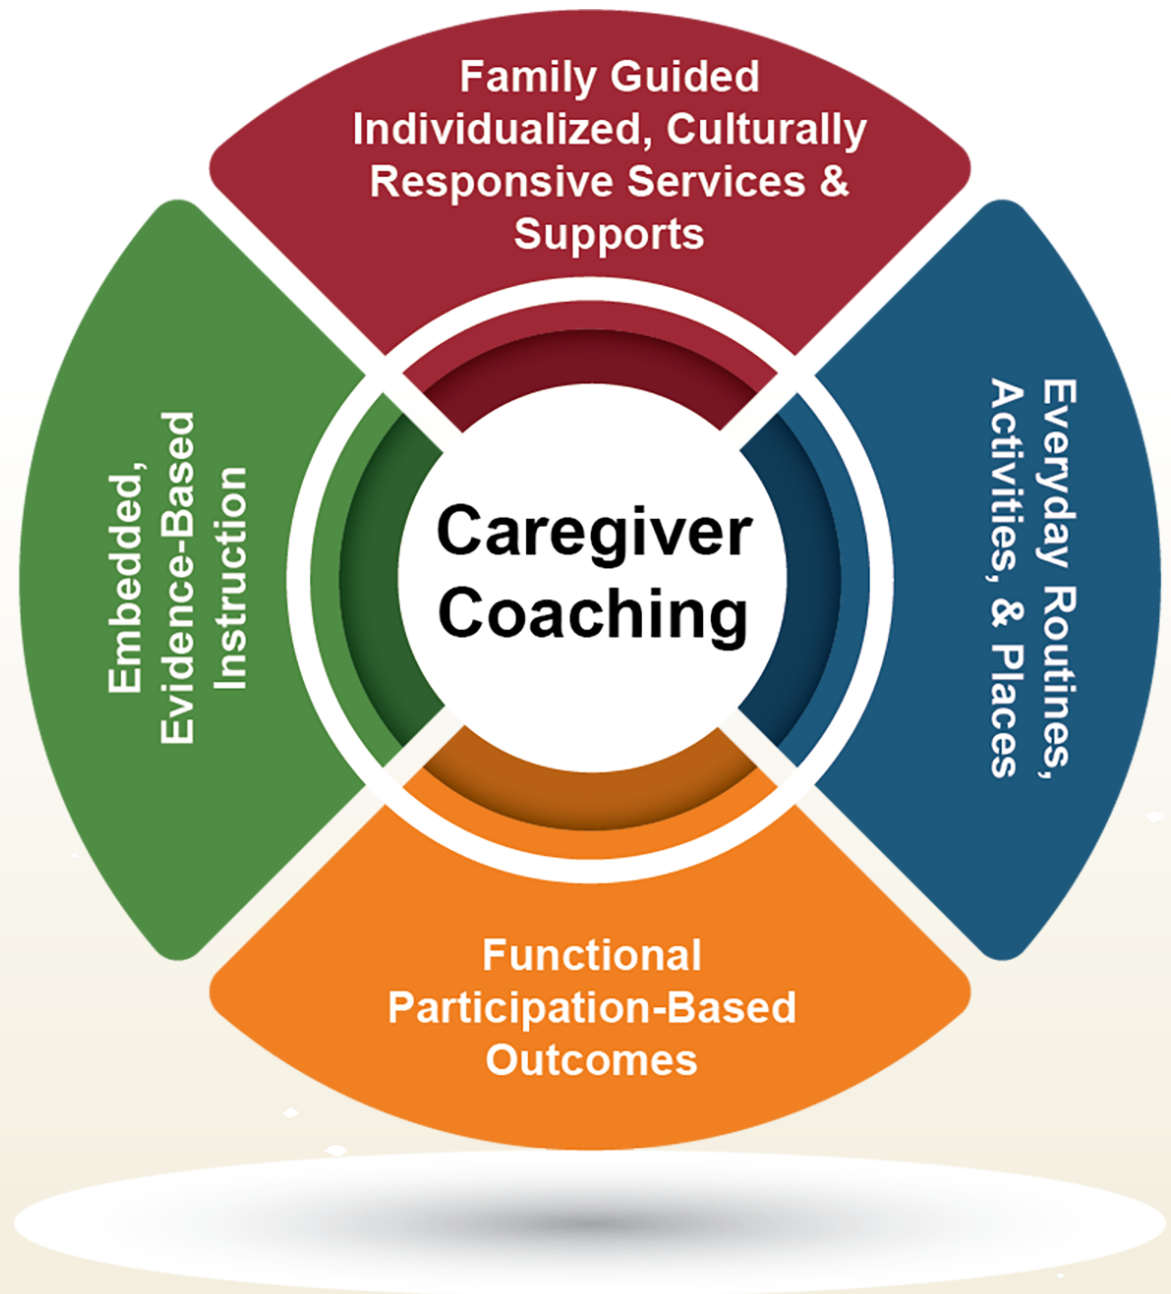 Family Guided
Individualized, Culturally
Responsive Services &
Supports
Everyday Routines,
Activities, & Places
Functional
Participation-Based
Outcomes
Embedded,
Evidence-Based
Instruction
Caregiver
Coaching